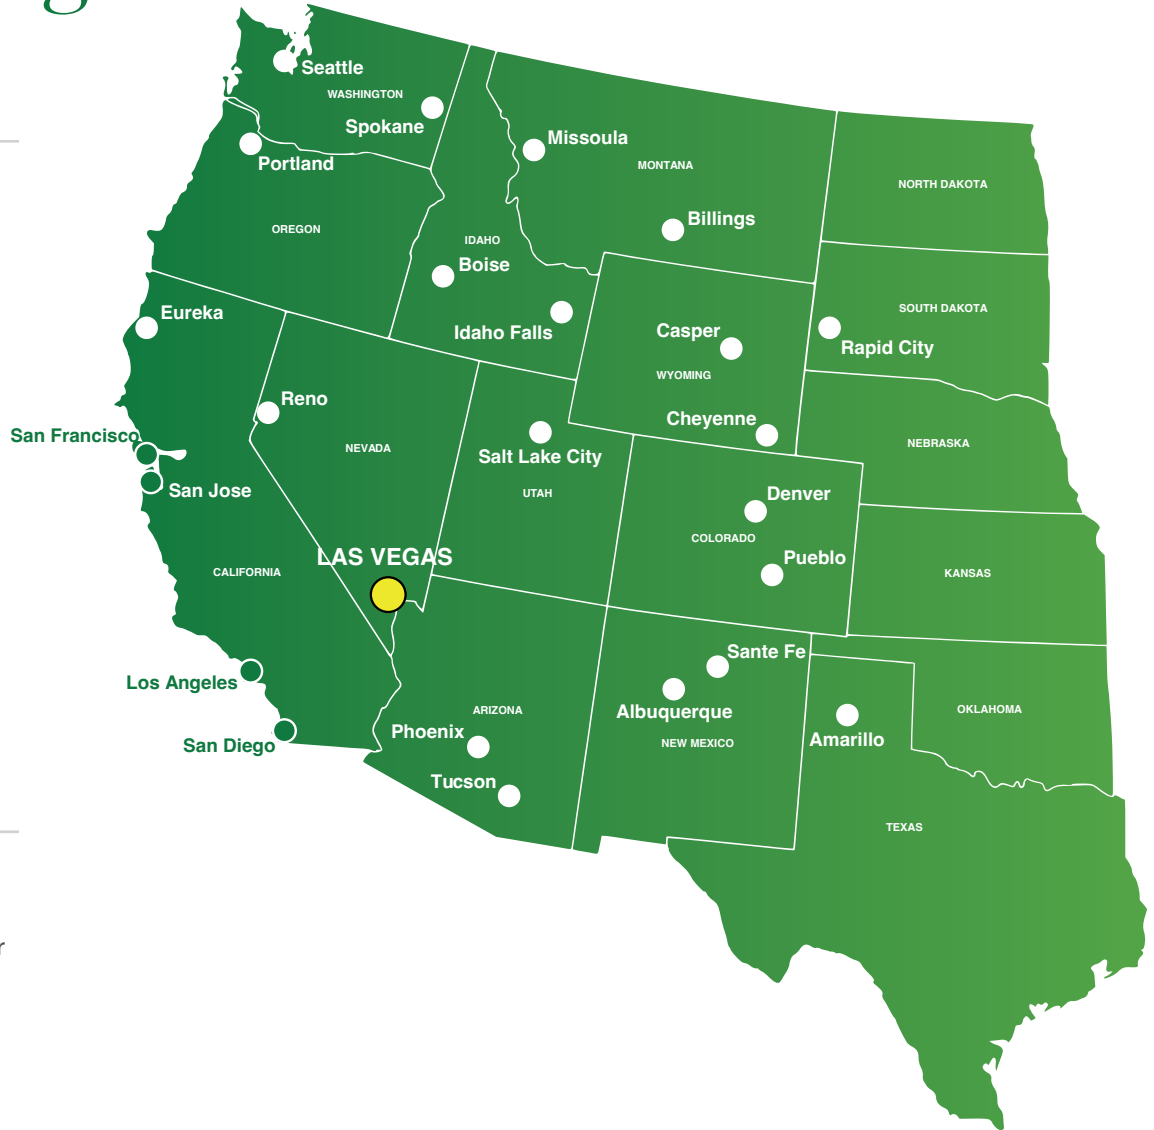 g
Seattle
WASHINGTON
Spokane
Missoula
Portland
MONTANA
NORTH DAKOTA
Billings
OREGON
IDAHO
Boise
SOUTH DAKOTA
Eureka
Idaho Falls
Casper
Rapid City
WYOMING
Reno
Cheyenne
San Francisco
NEVADA
Salt Lake City
NEBRASKA
San Jose
UTAH
Denver
COLORADO
LAS VEGAS
Pueblo
CALIFORNIA
KANSAS
Sante Fe
Los Angeles
ARIZONA
Albuquerque
OKLAHOMA
Phoenix
NEW MEXICO
Amarillo
San Diego
Tucson
TEXAS
r